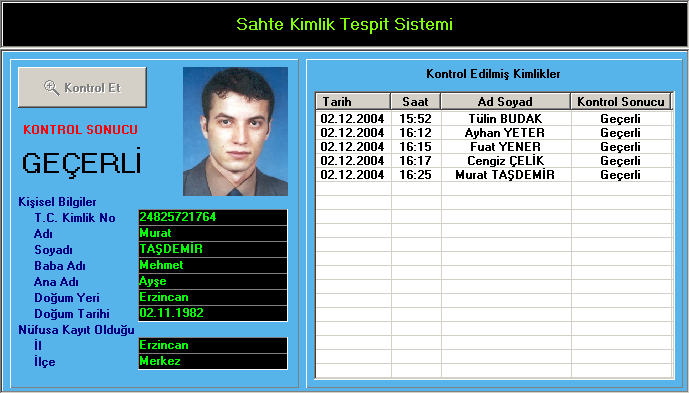 Sahte Kimlik Tespit Sistemi
Kontrol Et
KONTROL SONUCU
GEÇERLİ
Kişisel Bilgiler
T.C. Kimlik No 24825721764
Adı Murat
Soyadı TAŞDEMİR
Baba Adı Mehmet
Ana Adı Ayşe
Doğum Yeri Erzincan
Doğum Tarihi 02.11.1982
Nüfusa Kayıt Olduğu
İl Erzincan
İlçe Merkez
Kontrol Edilmiş Kimlikler
Tarih Saat Ad Soyad Kontrol Sonucu
02.12.2004 15:52 Tülin BUDAK Geçerli
02.12.2004 16:12 Ayhan YETER Geçerli
02.12.2004 16:15 Fuat YENER Geçerli
02.12.2004 16:17 Cengiz ÇELİK Geçerli
02.12.2004 16:25 Murat TAŞDEMİR Geçerli